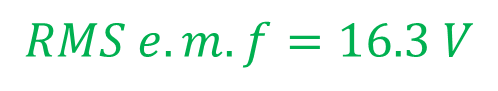 RMS e.m.f = 16.3 V